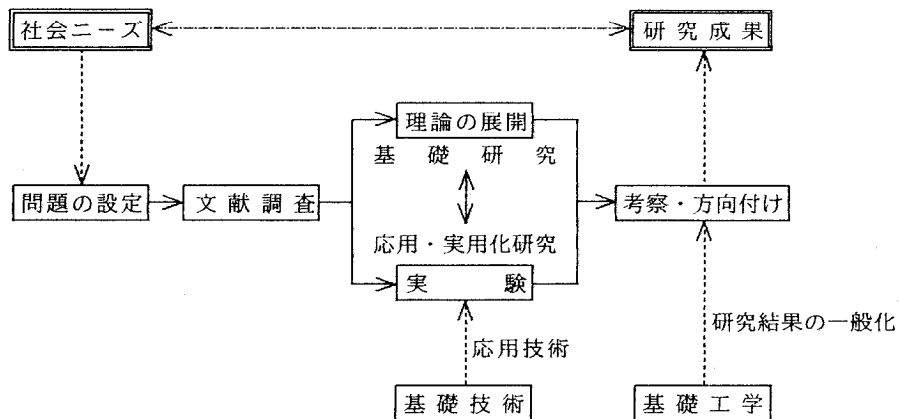 社会ニーズ
研究成果
理論の展開
基礎研究
問題の設定
文献調査
考察・方向付け
応用・実用化研究
実験
研究結果の一般化
応用技術
基礎技術
基礎工学